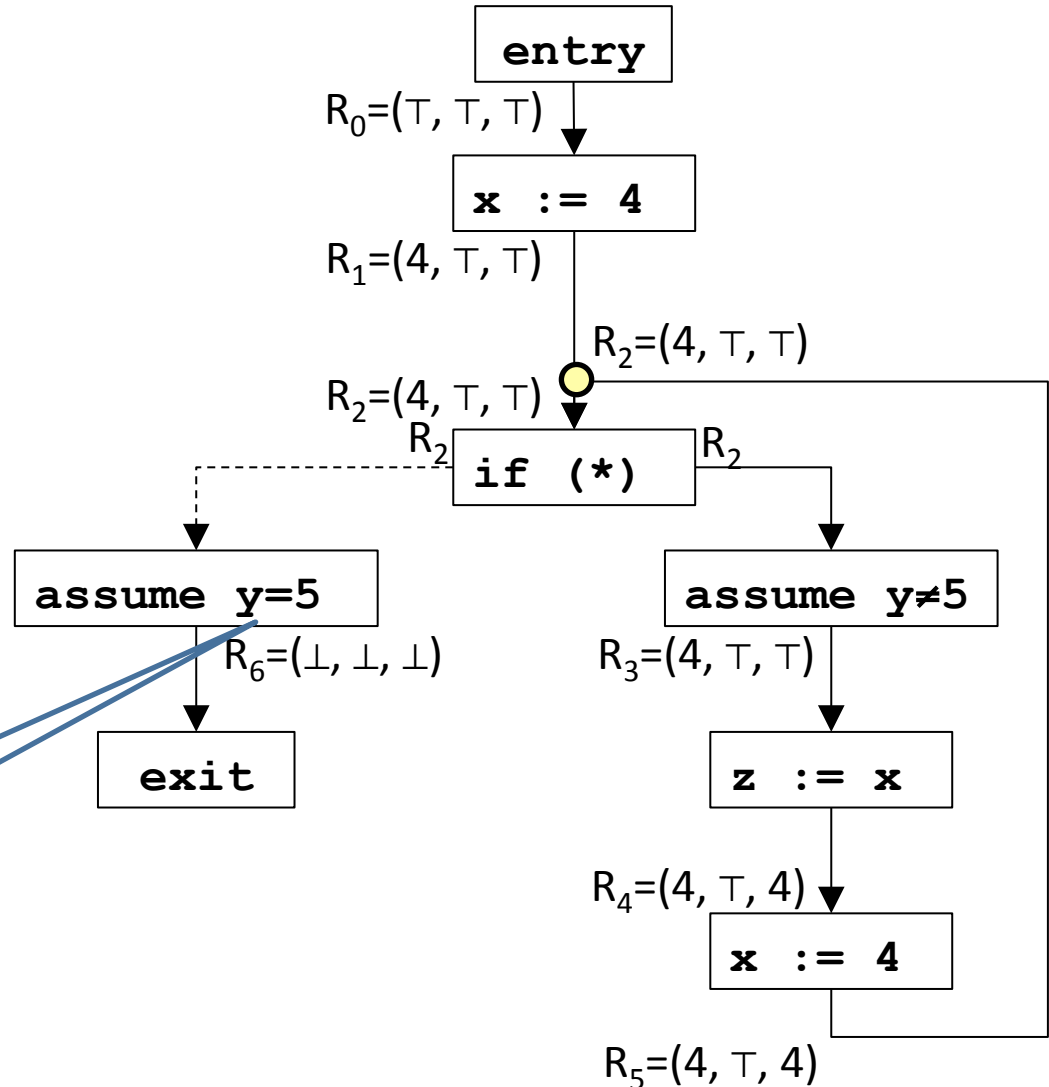 entry
R₀=(⊤, ⊤, ⊤)
x := 4
R₁=(4, ⊤, ⊤)
R₂=(4, ⊤, ⊤)
R₂=(4, ⊤, ⊤)
R₂
R₂
if (*)
assume y=5
assume y≠5
R₆=(⊥, ⊥, ⊥)
R₃=(4, ⊤, ⊤)
exit
z := x
R₄=(4, ⊤, 4)
x := 4
R₅=(4, ⊤, 4)